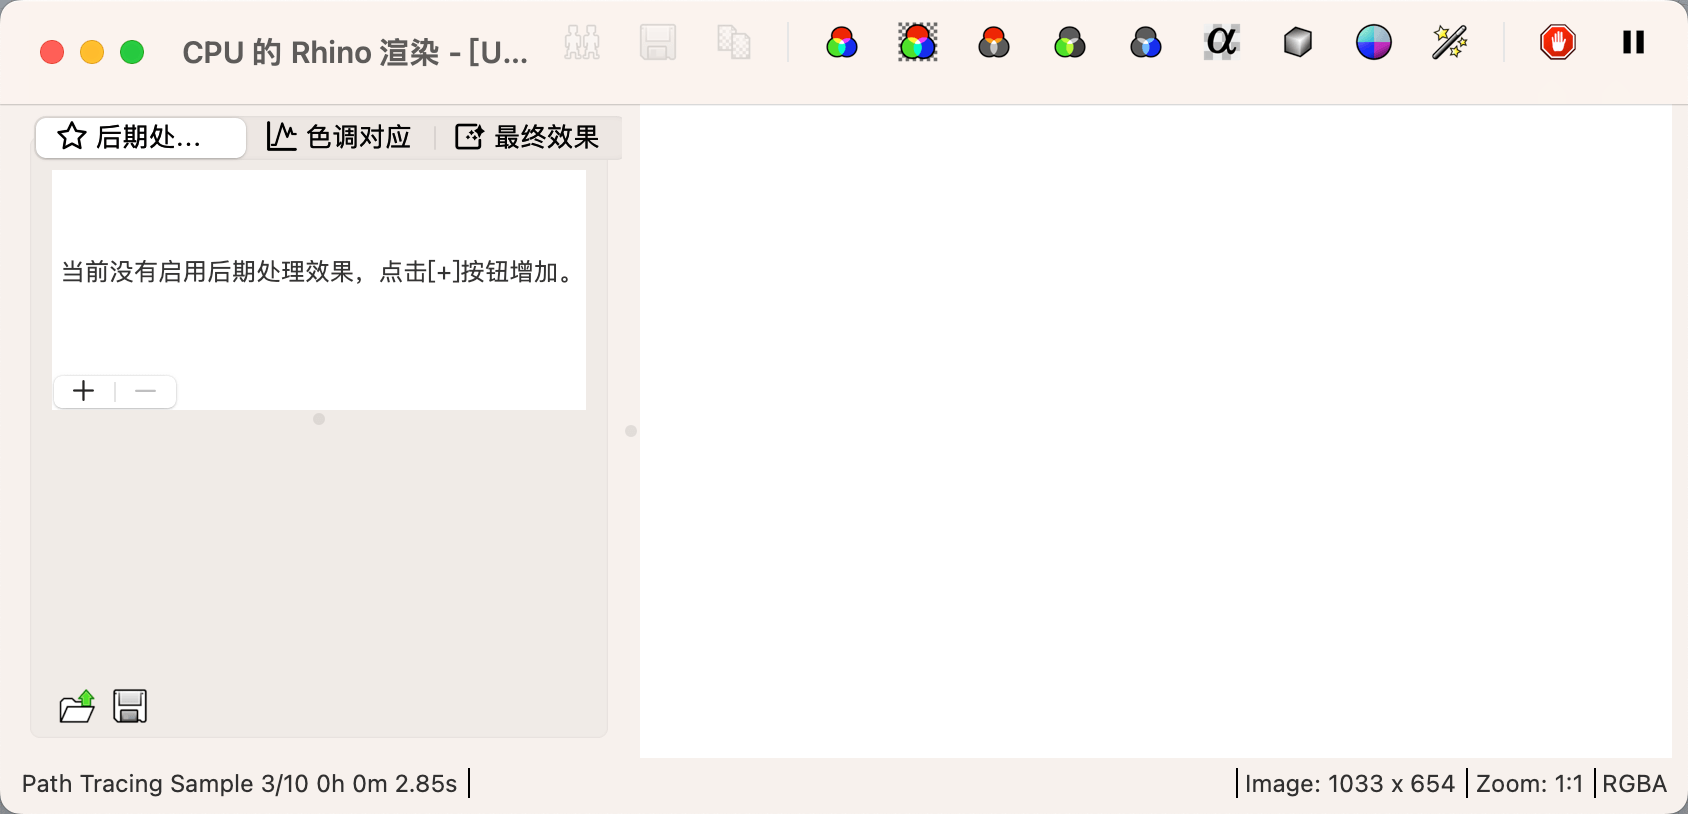 CPU 的 Rhino 渲染 - [U...
α
后期处...
色调对应
最终效果
当前没有启用后期处理效果，点击[+]按钮增加。
Path Tracing Sample 3/10 0h 0m 2.85s
Image: 1033 x 654
Zoom: 1:1
RGBA